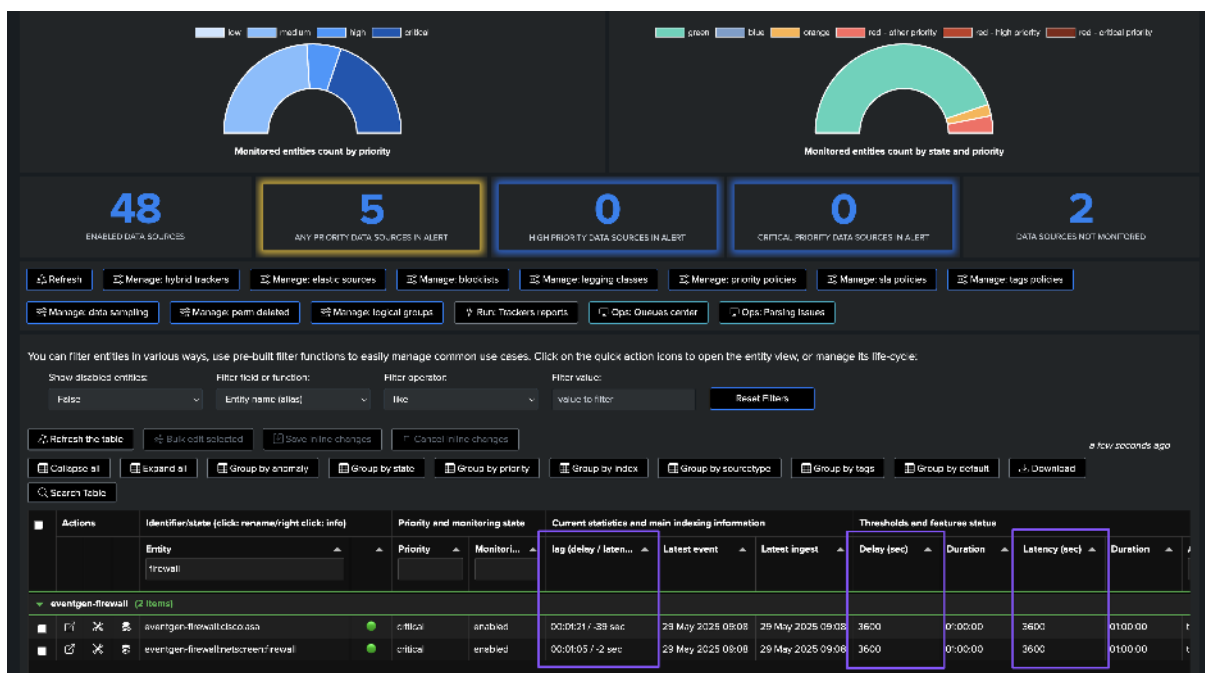 low medium high critical
green blue orange red - other priority red - high priority red - critical priority
Monitored entities count by priority
Monitored entities count by state and priority
48
ENABLED DATA SOURCES
5
ANY PRIORITY DATA SOURCES IN ALERT
0
HIGH PRIORITY DATA SOURCES IN ALERT
0
CRITICAL PRIORITY DATA SOURCES IN ALERT
2
DATA SOURCES NOT MONITORED
Refresh Manage: hybrid trackers Manage: elastic sources Manage: blocklists Manage: lagging classes Manage: priority policies Manage: sla policies Manage: tags policies
Manage: data sampling Manage: perm deleted Manage: logical groups Run: Trackers reports Ops: Queues center Ops: Parsing Issues
You can filter entities in various ways, use pre-built filter functions to easily manage common use cases. Click on the quick action icons to open the entity view, or manage its life-cycle:
Show disabled entities: Filter field or function: Filter operator: Filter value:
False Entity name (alias) like value to filter Reset Filters
Refresh the table Bulk edit selected Save inline changes Cancel inline changes
a few seconds ago
Collapse all Expand all Group by anomaly Group by state Group by priority Group by index Group by sourcetype Group by tags Group by default Download
Search Table
Actions Identifier/state (click: rename/right click: info) Priority and monitoring state Current statistics and main indexing information Thresholds and features status
Entity Priority Monitori... lag (delay / laten... Latest event Latest ingest Delay (sec) Duration Latency (sec) Duration
firewall
eventgen-firewall (2 items)
eventgen-firewall:cisco:asa critical enabled 00:01:21 / -39 sec 29 May 2025 09:08 29 May 2025 09:08 3600 01:00:00 3600 01:00:00 t
eventgen-firewall:netscreen:firewall critical enabled 00:01:05 / -2 sec 29 May 2025 09:08 29 May 2025 09:08 3600 01:00:00 3600 01:00:00 t